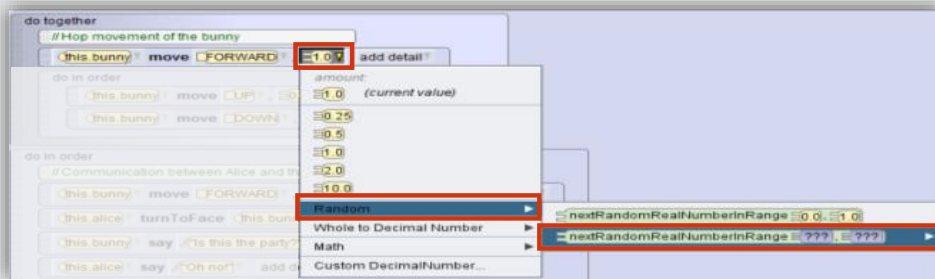 do together
// Hop movement of the bunny
this.bunny move FORWARD 1.0 add detail
do in order
this.bunny move UP
this.bunny move DOWN
do in order
// Communication between Alice and th
this.bunny move FORWARD
this.alice turnToFace this.bun
this.bunny say Is this the party?
this.alice say Oh no! add de
amount:
1.0 (current value)
0.25
0.5
1.0
2.0
10.0
Random
Whole to Decimal Number
Math
Custom DecimalNumber...
nextRandomRealNumberInRange 0.0, 1.0
nextRandomRealNumberInRange ???, ???